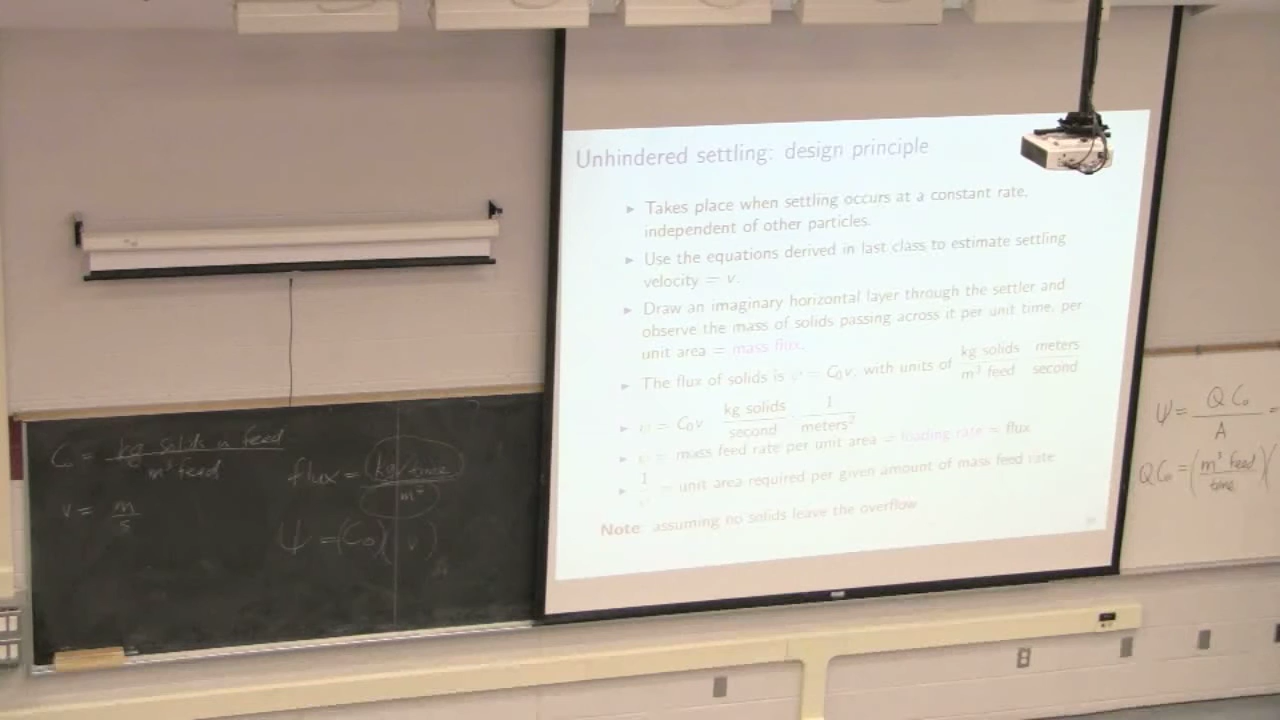 Unhindered settling: design principle
▶ Takes place when settling occurs at a constant rate,
independent of other particles.
▶ Use the equations derived in last class to estimate settling
velocity = v.
▶ Draw an imaginary horizontal layer through the settler and
observe the mass of solids passing across it per unit time, per
unit area = mass flux.
▶ The flux of solids is ψ = C₀v, with units of kg solids/m³ feed · meters/second
▶ ψ = C₀v kg solids/second · 1/meters²
▶ ψ = mass feed rate per unit area = loading rate = flux
▶ 1/ψ = unit area required per given amount of mass feed rate
Note: assuming no solids leave the overflow
C₀ = kg solids in feed / m³ feed
v = m/s
flux = kg/time / m²
Ψ = (C₀)(v)
Ψ = QC₀/A =
QC₀ = (m³ feed/time)(